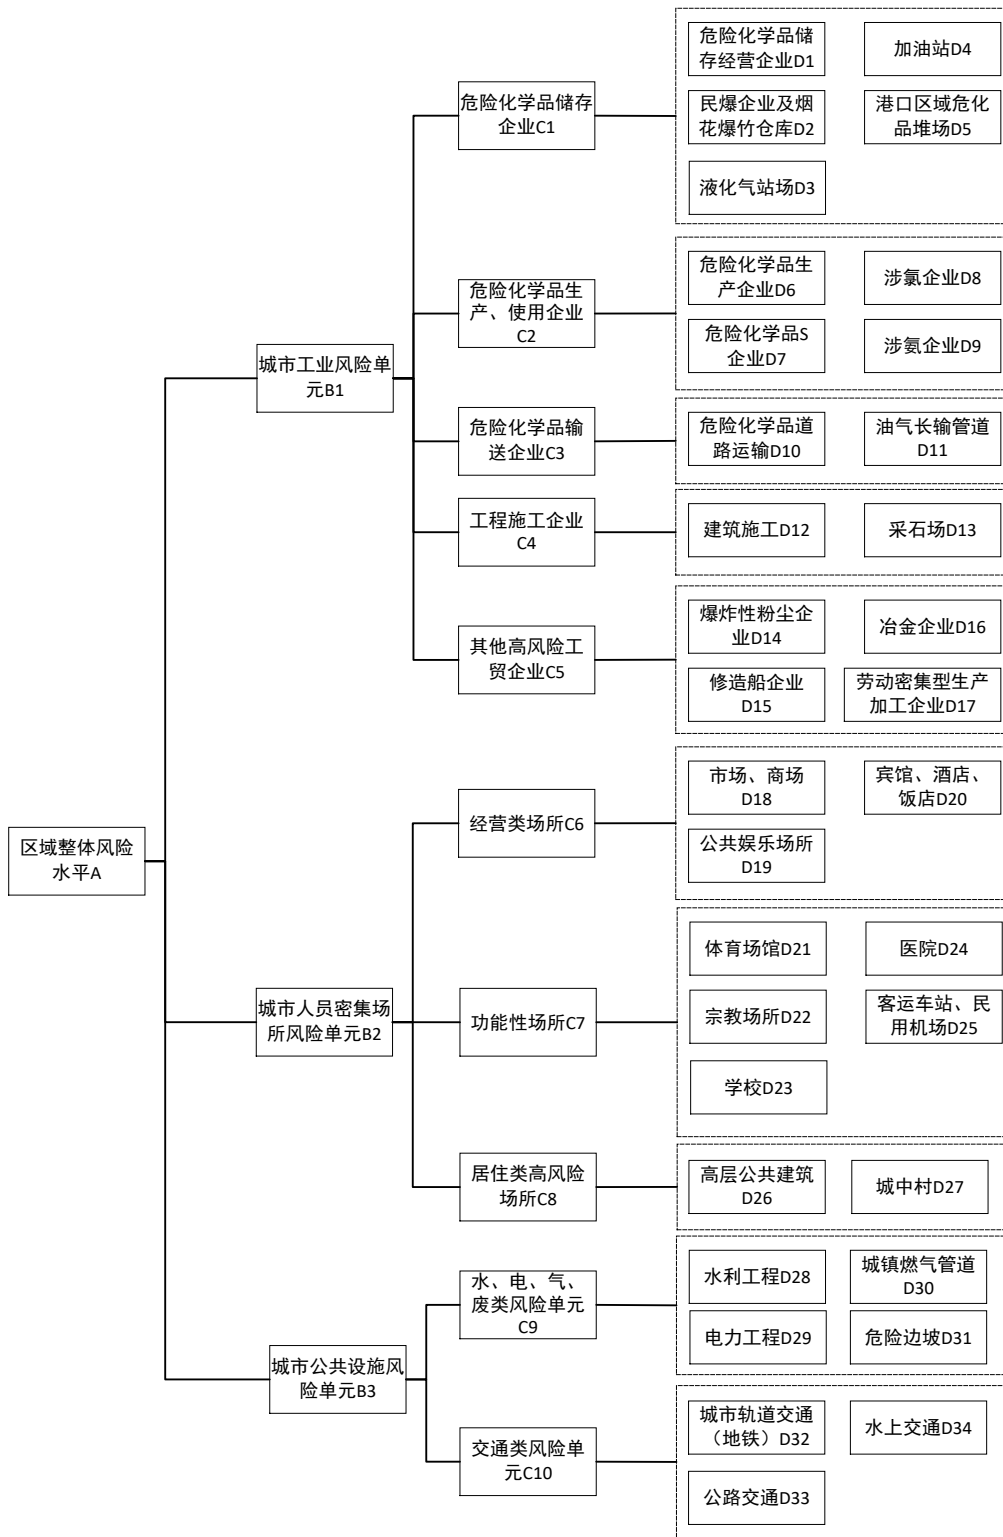 区域整体风险
水平A
城市工业风险单
元B1
危险化学品储存
企业C1
危险化学品储
存经营企业D1
加油站D4
民爆企业及烟
花爆竹仓库D2
港口区域危化
品堆场D5
液化气站场D3
危险化学品生
产、使用企业
C2
危险化学品生
产企业D6
涉氯企业D8
危险化学品S
企业D7
涉氨企业D9
危险化学品输
送企业C3
危险化学品道
路运输D10
油气长输管道
D11
工程施工企业
C4
建筑施工D12
采石场D13
其他高风险工
贸企业C5
爆炸性粉尘企
业D14
冶金企业D16
修造船企业
D15
劳动密集型生产
加工企业D17
城市人员密集场
所风险单元B2
经营类场所C6
市场、商场
D18
宾馆、酒店、
饭店D20
公共娱乐场所
D19
功能性场所C7
体育场馆D21
医院D24
宗教场所D22
客运车站、民
用机场D25
学校D23
居住类高风险
场所C8
高层公共建筑
D26
城中村D27
城市公共设施风
险单元B3
水、电、气、
废类风险单元
C9
水利工程D28
城镇燃气管道
D30
电力工程D29
危险边坡D31
交通类风险单
元C10
城市轨道交通
（地铁）D32
水上交通D34
公路交通D33